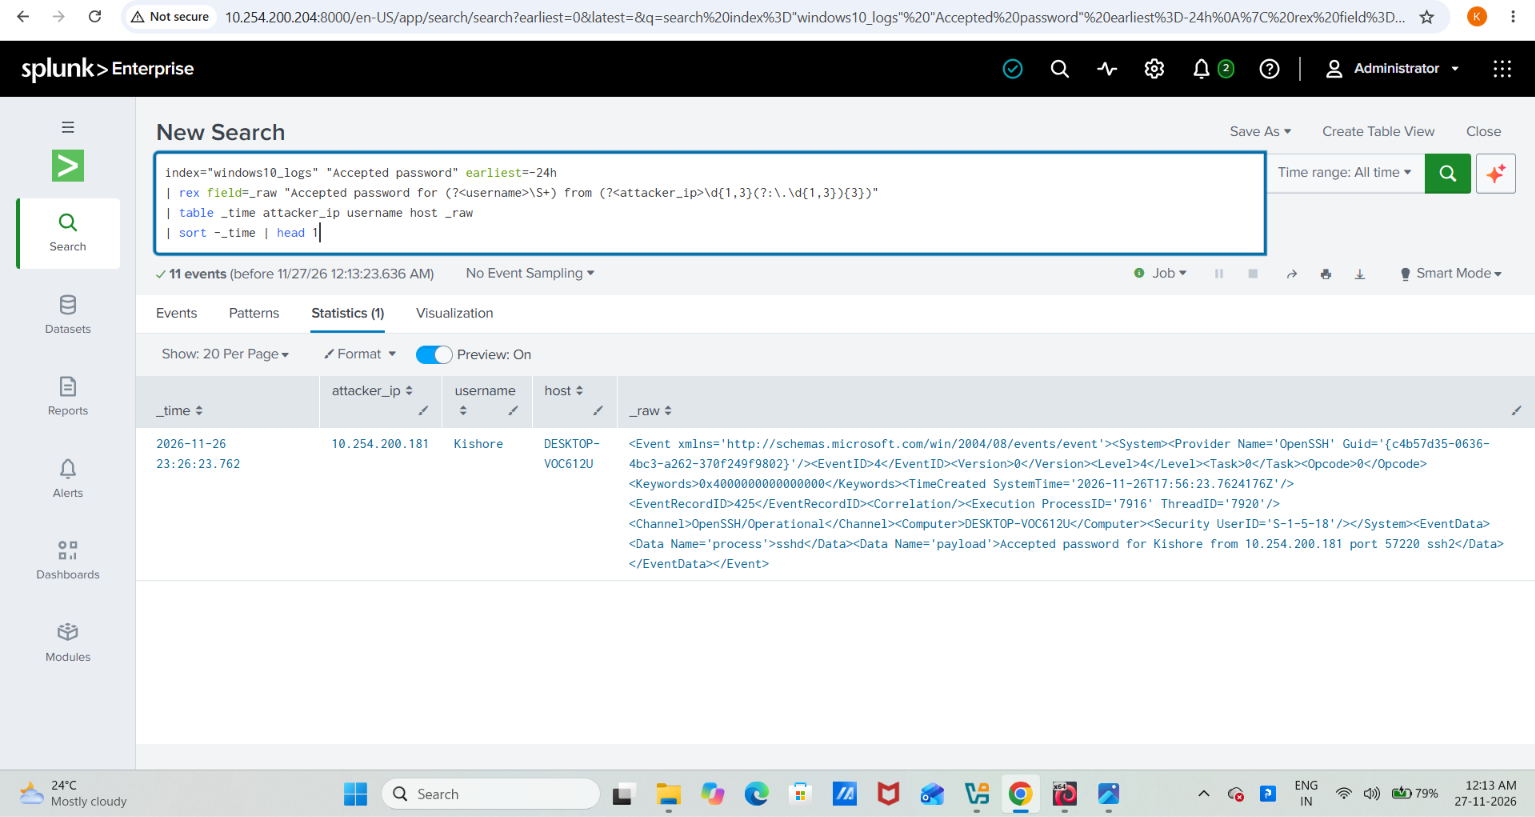 Not secure
10.254.200.204:8000/en-US/app/search/search?earliest=0&latest=&q=search%20index%3D"windows10_logs"%20"Accepted%20password"%20earliest%3D-24h%0A%7C%20rex%20field%3D...
K
splunk>Enterprise
2
Administrator
New Search
Save As
Create Table View
Close
index="windows10_logs" "Accepted password" earliest=-24h
| rex field=_raw "Accepted password for (?<username>\S+) from (?<attacker_ip>\d{1,3}(?:\.\d{1,3}){3})"
| table _time attacker_ip username host _raw
| sort -_time | head 1
Time range: All time
11 events (before 11/27/26 12:13:23.636 AM)
No Event Sampling
Job
Smart Mode
Search
Datasets
Reports
Alerts
Dashboards
Modules
Events
Patterns
Statistics (1)
Visualization
Show: 20 Per Page
Format
Preview: On
_time
attacker_ip
username
host
_raw
2026-11-26
23:26:23.762
10.254.200.181
Kishore
DESKTOP-
VOC612U
<Event xmlns='http://schemas.microsoft.com/win/2004/08/events/event'><System><Provider Name='OpenSSH' Guid='{c4b57d35-0636-
4bc3-a262-370f249f9802}'/><EventID>4</EventID><Version>0</Version><Level>4</Level><Task>0</Task><Opcode>0</Opcode>
<Keywords>0x4000000000000000</Keywords><TimeCreated SystemTime='2026-11-26T17:56:23.7624176Z'/>
<EventRecordID>425</EventRecordID><Correlation/><Execution ProcessID='7916' ThreadID='7920'/>
<Channel>OpenSSH/Operational</Channel><Computer>DESKTOP-VOC612U</Computer><Security UserID='S-1-5-18'/></System><EventData>
<Data Name='process'>sshd</Data><Data Name='payload'>Accepted password for Kishore from 10.254.200.181 port 57220 ssh2</Data>
</EventData></Event>
24°C
Mostly cloudy
Search
x64
ENG
IN
79%
12:13 AM
27-11-2026